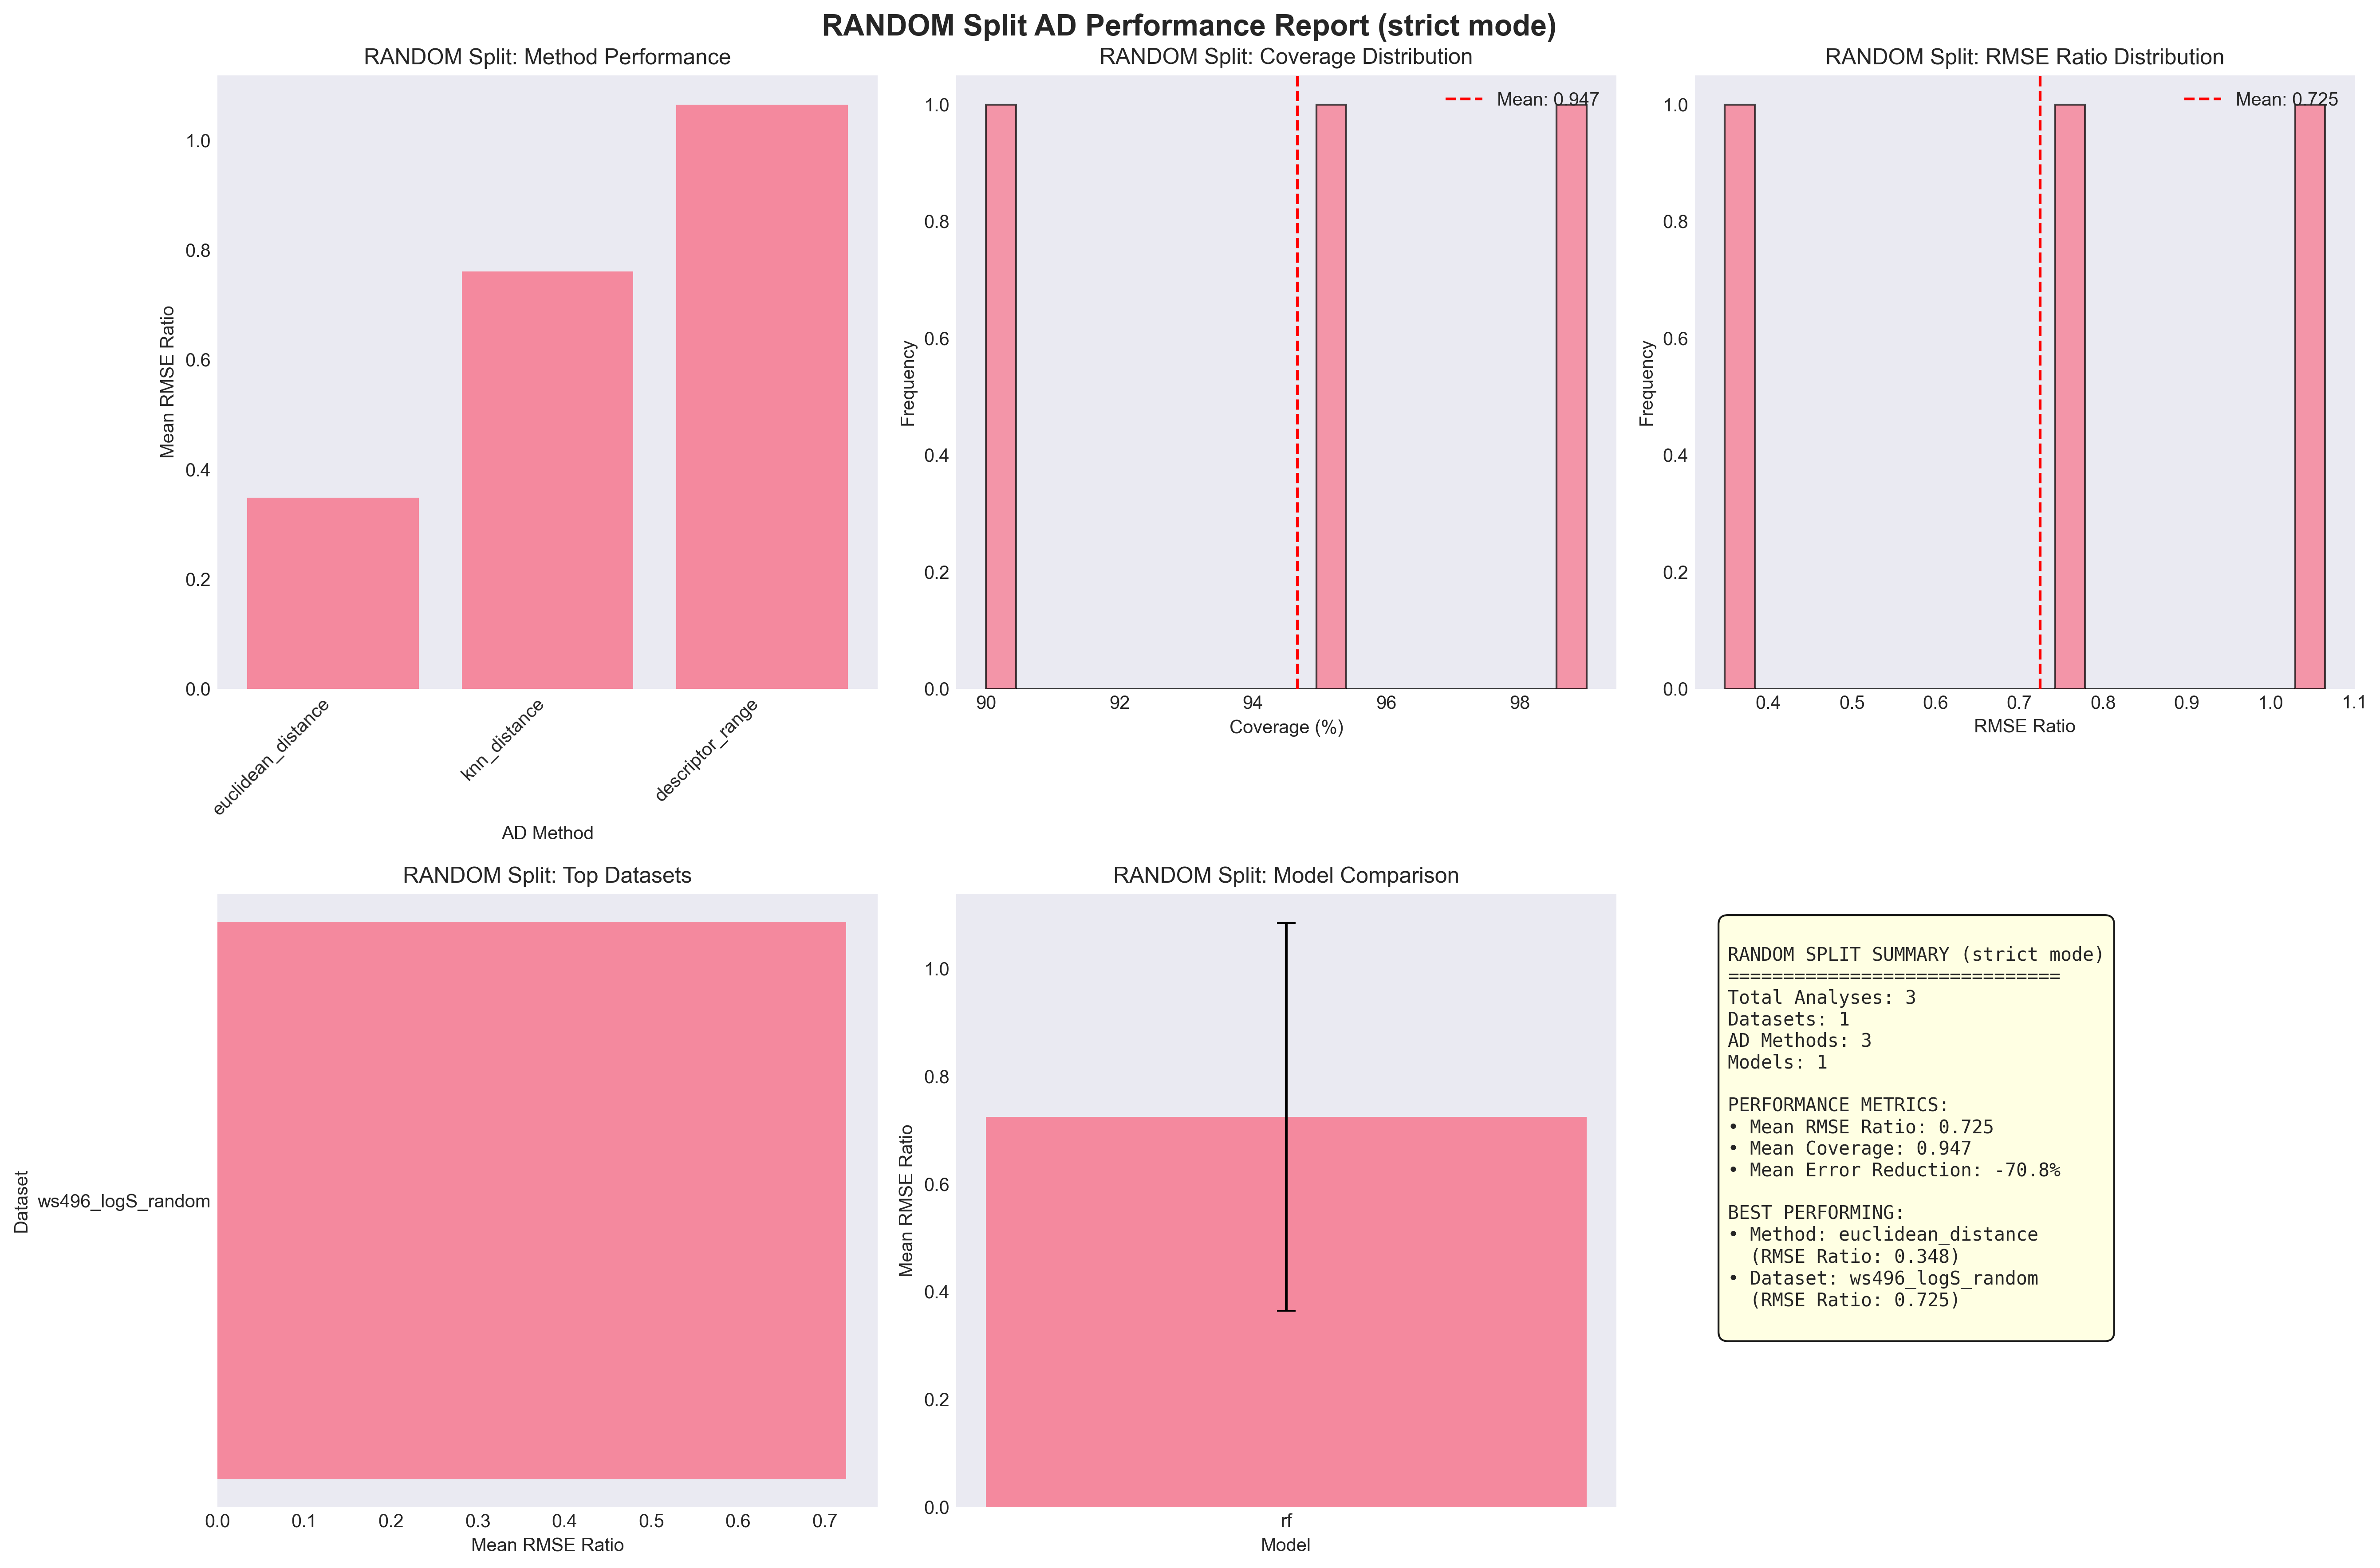 RANDOM Split AD Performance Report (strict mode)
RANDOM Split: Method Performance
Mean RMSE Ratio
1.0
0.8
0.6
0.4
0.2
0.0
euclidean_distance
knn_distance
descriptor_range
AD Method
RANDOM Split: Coverage Distribution
Mean: 0.947
Frequency
1.0
0.8
0.6
0.4
0.2
0.0
90 92 94 96 98
Coverage (%)
RANDOM Split: RMSE Ratio Distribution
Mean: 0.725
Frequency
1.0
0.8
0.6
0.4
0.2
0.0
0.4 0.5 0.6 0.7 0.8 0.9 1.0 1.1
RMSE Ratio
RANDOM Split: Top Datasets
Dataset
ws496_logS_random
0.0 0.1 0.2 0.3 0.4 0.5 0.6 0.7
Mean RMSE Ratio
RANDOM Split: Model Comparison
Mean RMSE Ratio
1.0
0.8
0.6
0.4
0.2
0.0
rf
Model
RANDOM SPLIT SUMMARY (strict mode)
==============================
Total Analyses: 3
Datasets: 1
AD Methods: 3
Models: 1
PERFORMANCE METRICS:
• Mean RMSE Ratio: 0.725
• Mean Coverage: 0.947
• Mean Error Reduction: -70.8%
BEST PERFORMING:
• Method: euclidean_distance
(RMSE Ratio: 0.348)
• Dataset: ws496_logS_random
(RMSE Ratio: 0.725)